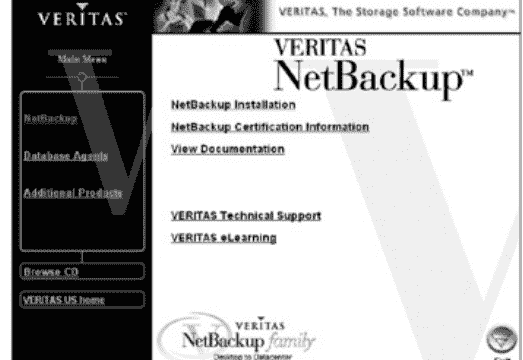 VERITAS
VERITAS, The Storage Software Company™
Main Menu
NetBackup
Database Agents
Additional Products
Browse CD
VERITAS US home
VERITAS
NetBackup™
NetBackup Installation
NetBackup Certification Information
View Documentation
VERITAS Technical Support
VERITAS eLearning
VERITAS
NetBackup family
Desktop to Datacenter